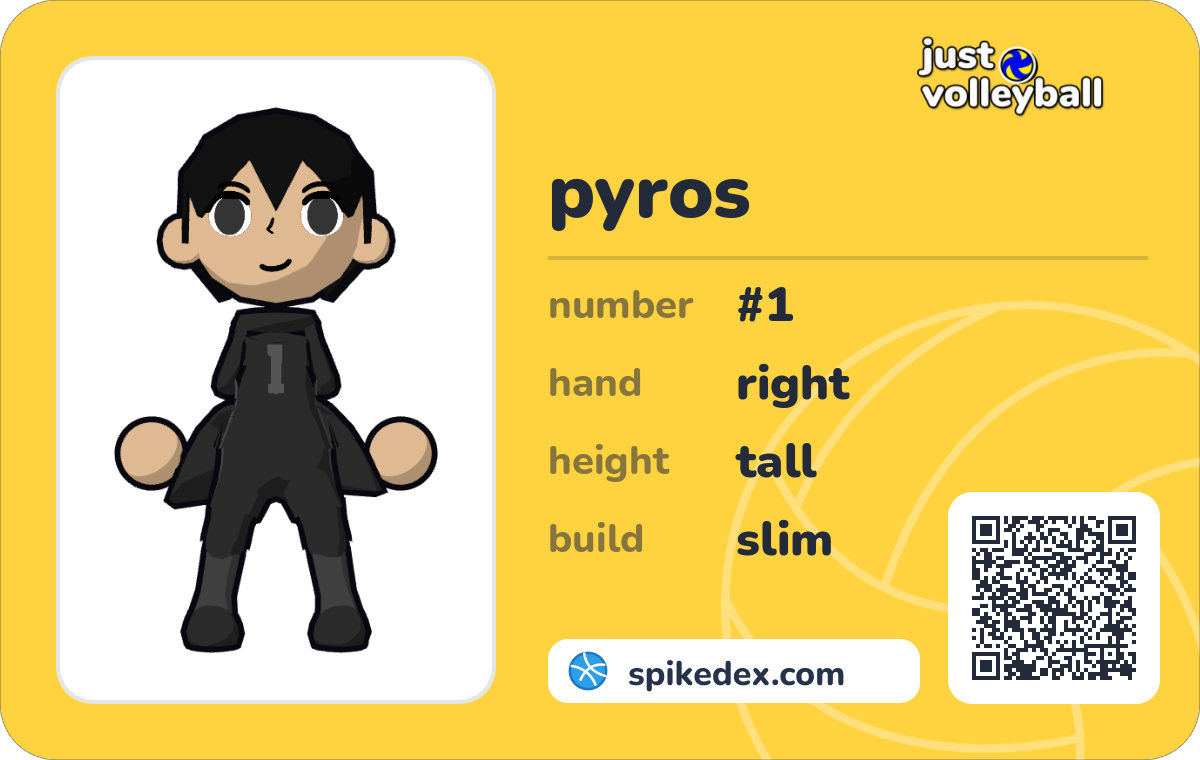 just
volleyball
pyros
number #1
hand right
height tall
build slim
1
spikedex.com